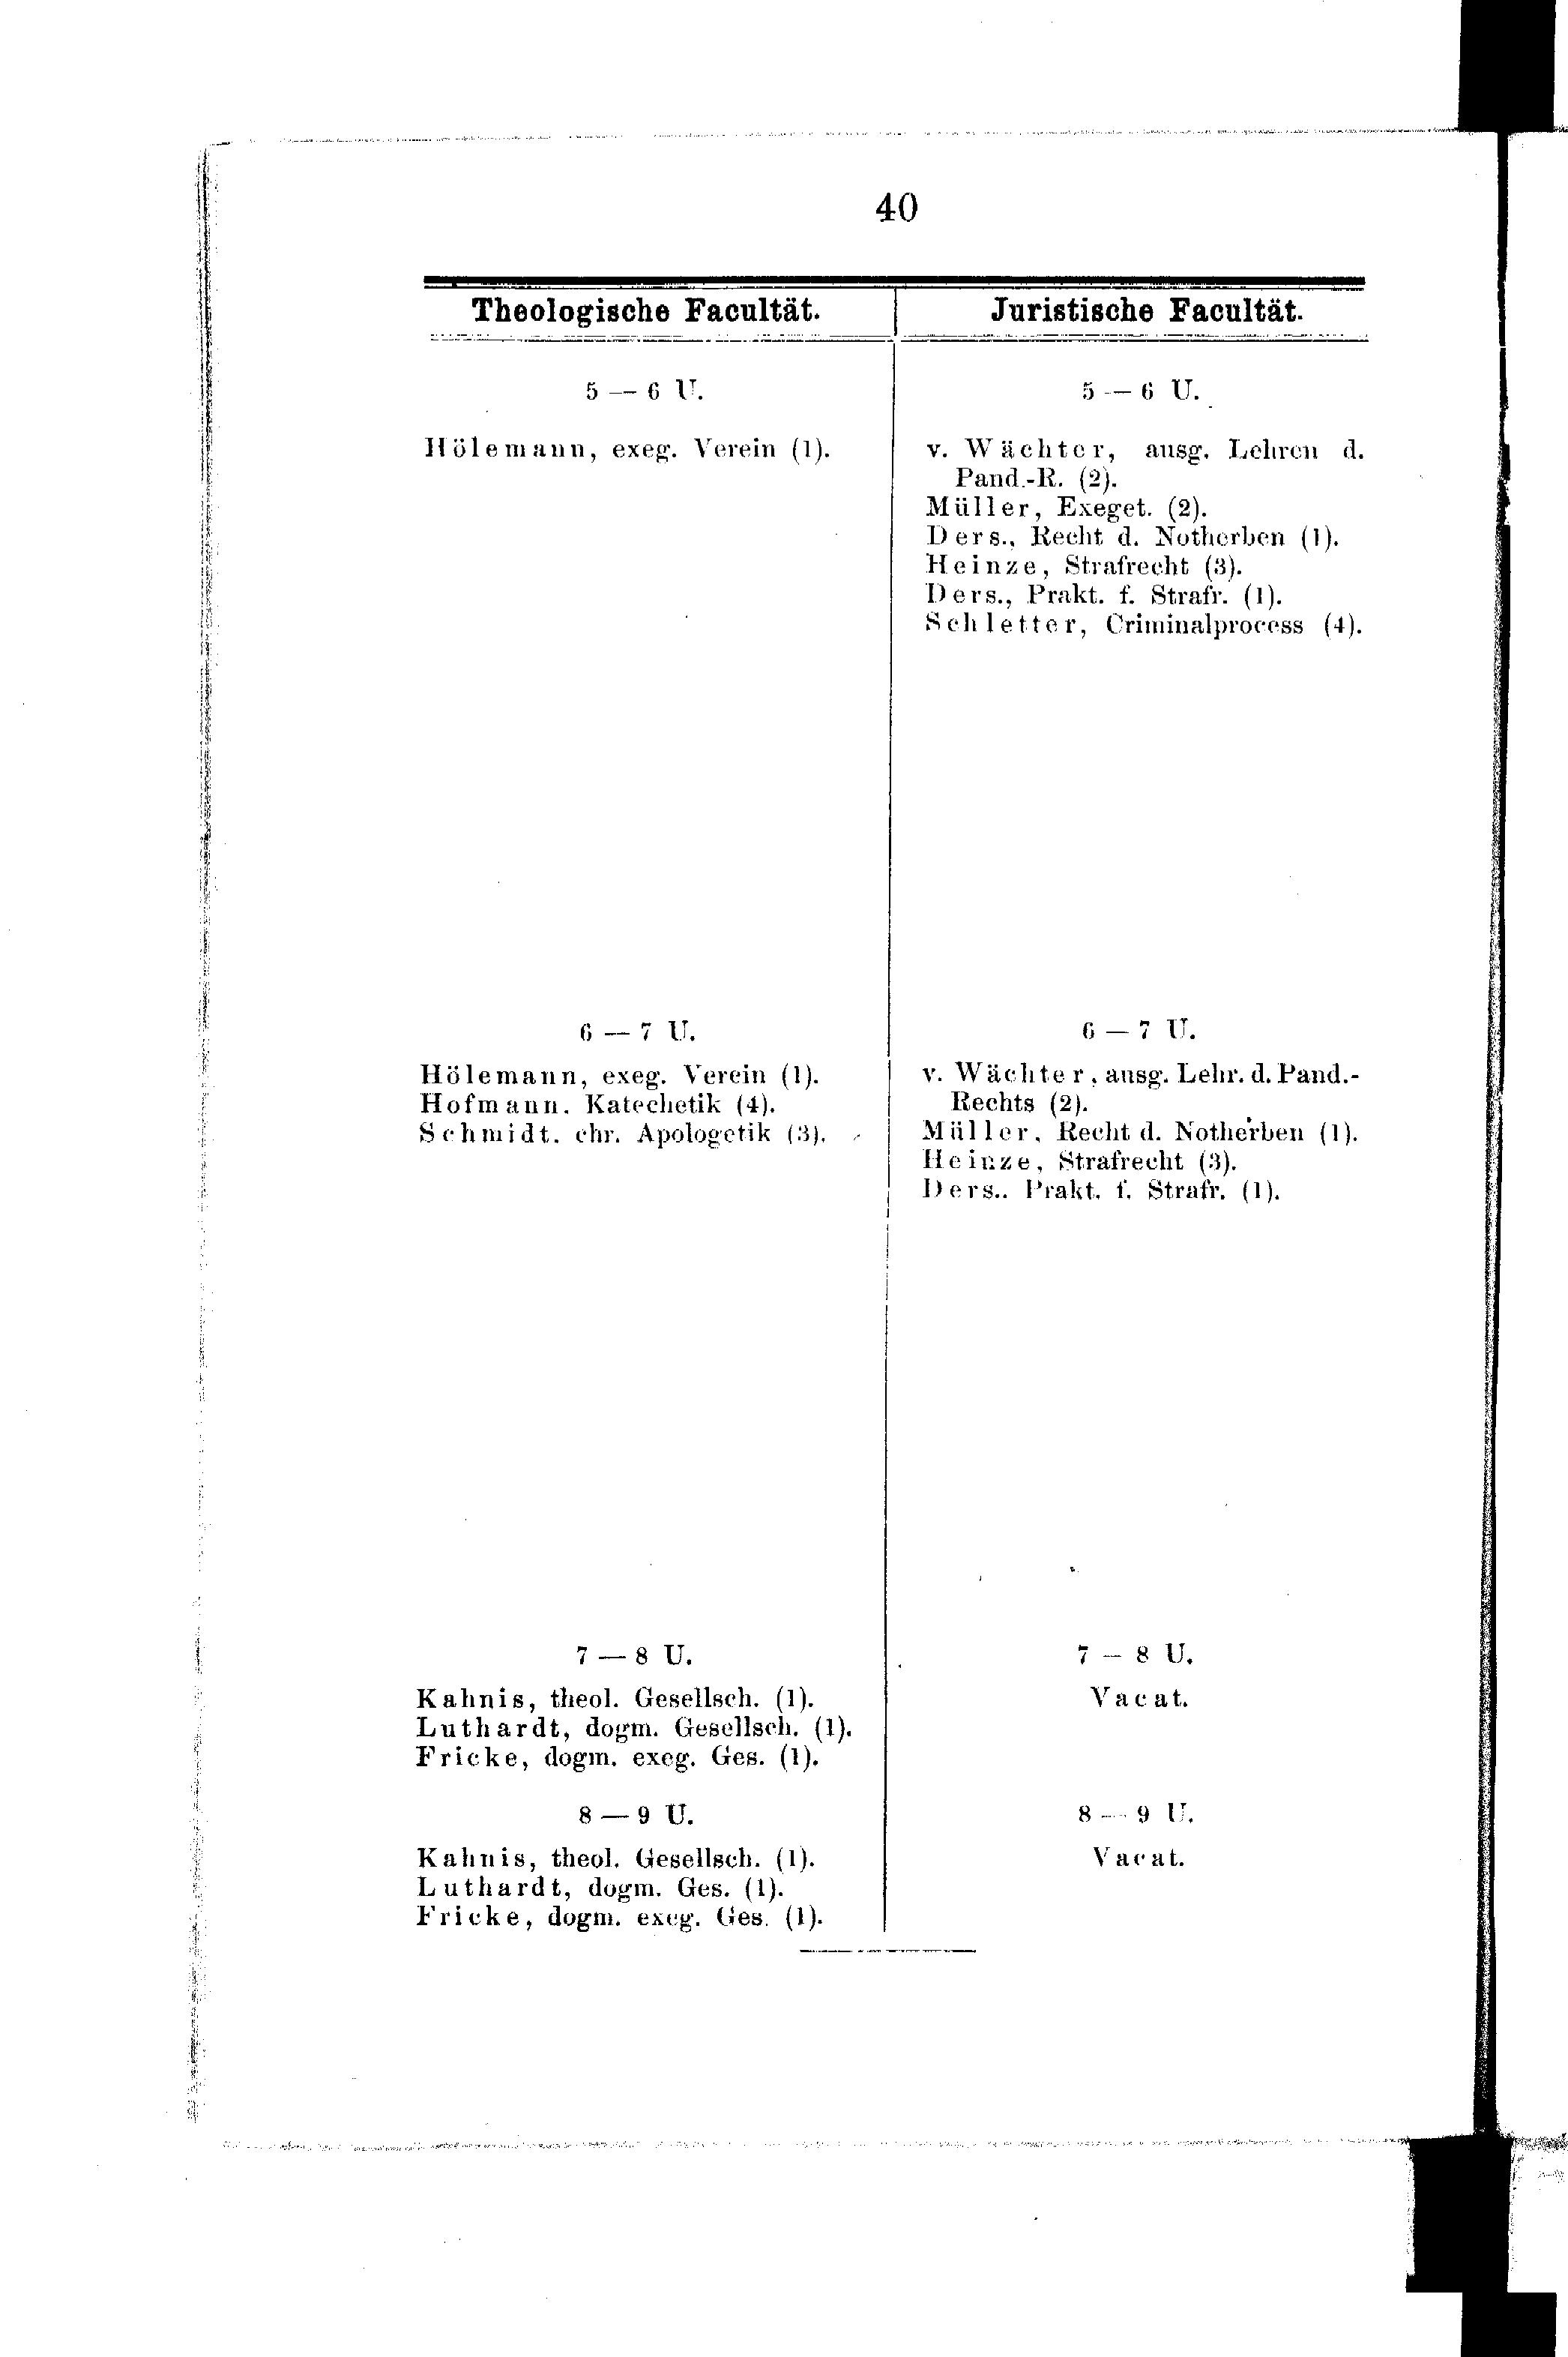 40
Theologische Facultät.
5 — 6 U.
Hölemann, exeg. Verein (1).
6 — 7 U.
Hölemann, exeg. Verein (1).
Hofmann. Katechetik (4).
Schmidt. chr. Apologetik (3).
7 — 8 U.
Kahnis, theol. Gesellsch. (1).
Luthardt, dogm. Gesellsch. (1).
Fricke, dogm. exeg. Ges. (1).
8 — 9 U.
Kahnis, theol. Gesellsch. (1).
Luthardt, dogm. Ges. (1).
Fricke, dogm. exeg. Ges. (1).
Juristische Facultät.
5 — 6 U.
v. Wächter, ausg. Lehren d.
Pand.-R. (2).
Müller, Exeget. (2).
Ders., Recht d. Notherben (1).
Heinze, Strafrecht (3).
Ders., Prakt. f. Strafr. (1).
Schletter, Criminalprocess (4).
6 — 7 U.
v. Wächter, ausg. Lehr. d. Pand.-
Rechts (2).
Müller, Recht d. Notherben (1).
Heinze, Strafrecht (3).
Ders., Prakt. f. Strafr. (1).
7 — 8 U.
Vacat.
8 — 9 U.
Vacat.